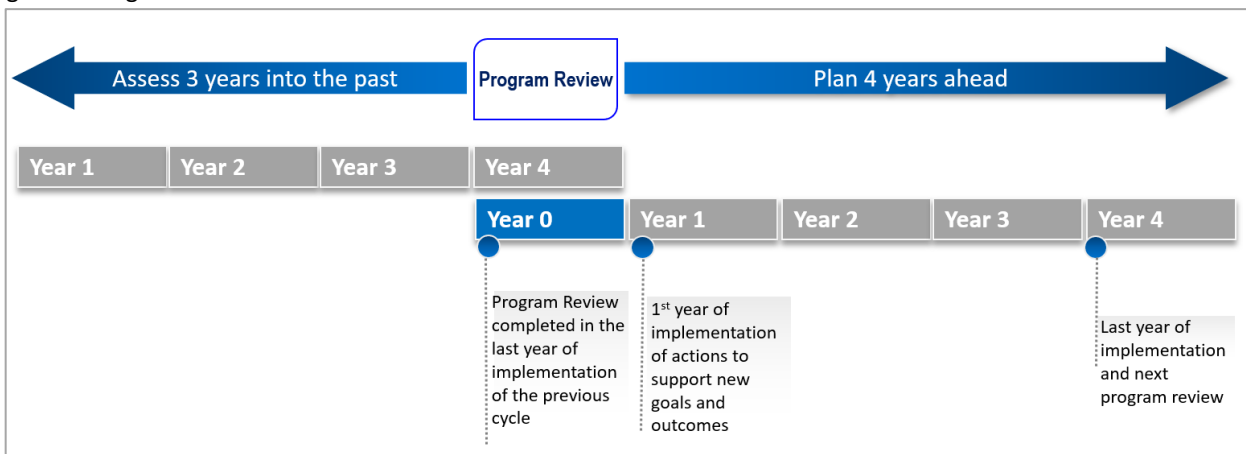 Assess 3 years into the past
Program Review
Plan 4 years ahead
Year 1
Year 2
Year 3
Year 4
Year 0
Year 1
Year 2
Year 3
Year 4
Program Review
completed in the
last year of
implementation
of the previous
cycle
1st year of
implementation
of actions to
support new
goals and
outcomes
Last year of
implementation
and next
program review